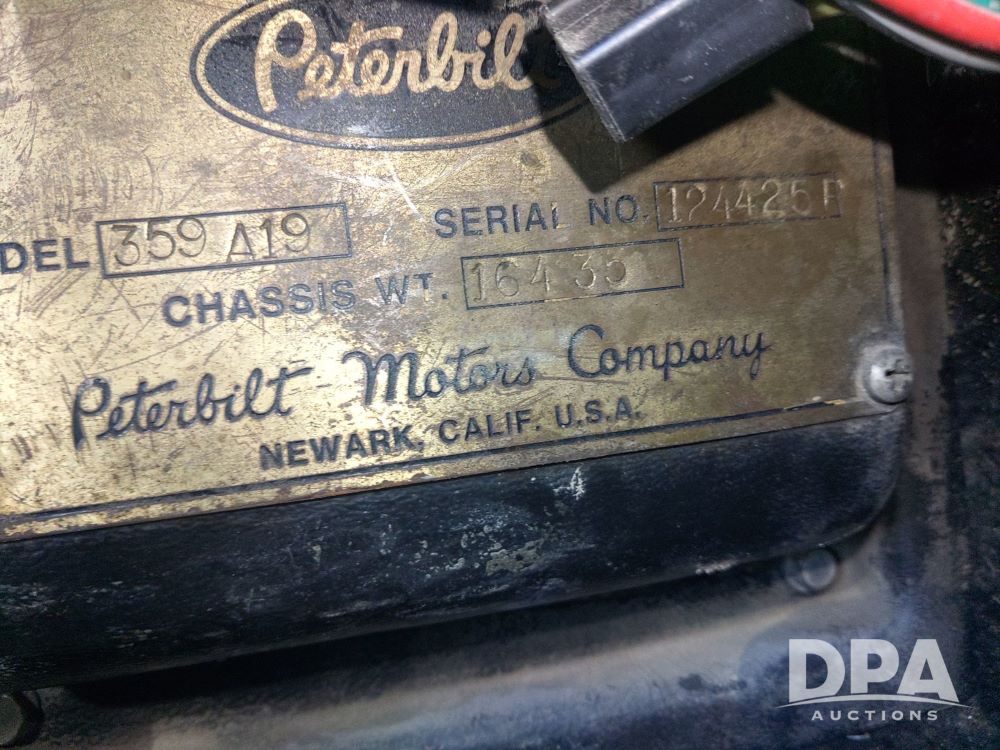 Peterbilt
DEL 359 A19 SERIAL NO. 124425P
CHASSIS WT. 16435
Peterbilt Motors Company
NEWARK, CALIF. U.S.A.
DPA
AUCTIONS